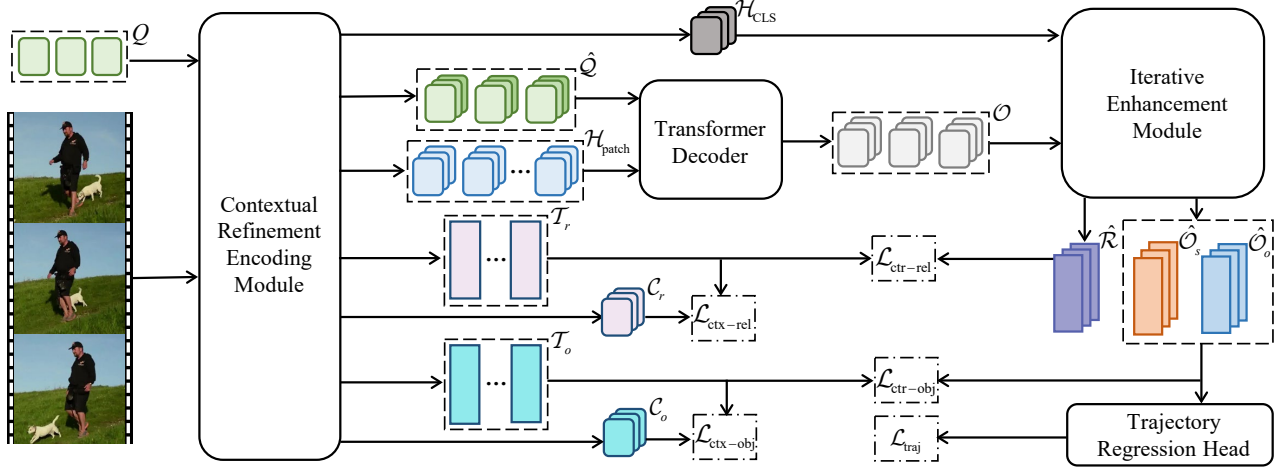 𝒬
Contextual
Refinement
Encoding
Module
ℋ_CLS
𝒬̂
ℋ_patch
Transformer
Decoder
𝒪
Iterative
Enhancement
Module
𝒯_r
...
𝒞_r
ℒ_ctx−rel
ℒ_ctr−rel
ℛ̂
𝒪̂_s
𝒪̂_o
𝒯_o
...
𝒞_o
ℒ_ctx−obj
ℒ_ctr−obj
ℒ_traj
Trajectory
Regression Head